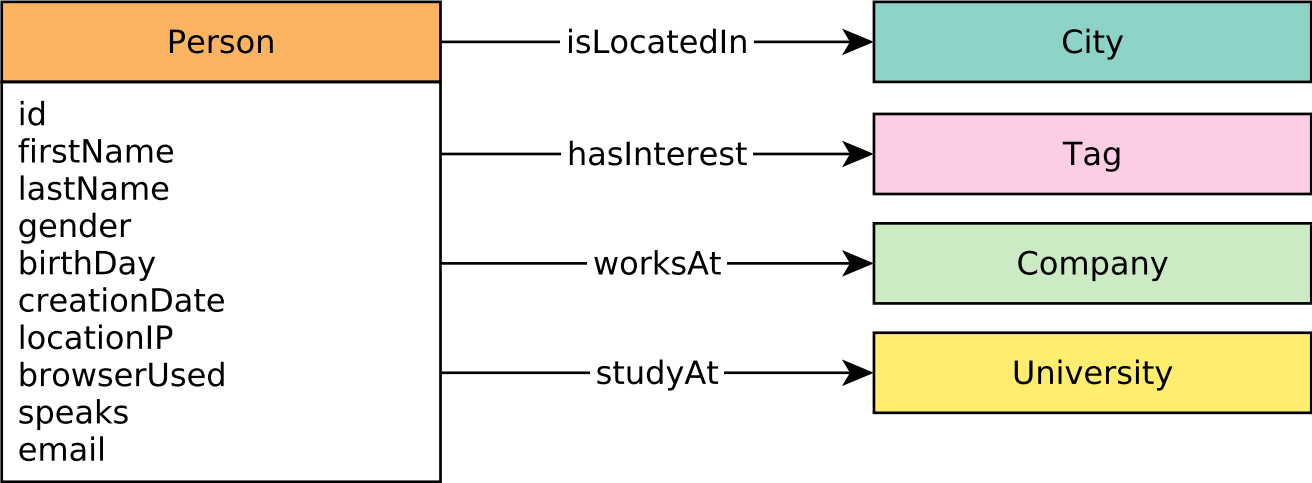 Person
id
firstName
lastName
gender
birthDay
creationDate
locationIP
browserUsed
speaks
email
isLocatedIn
City
hasInterest
Tag
worksAt
Company
studyAt
University